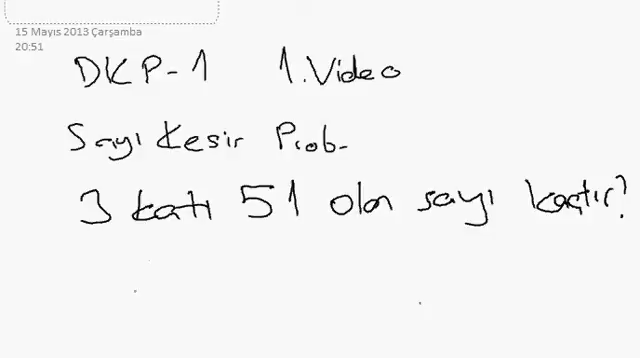 15 Mayıs 2013 Çarşamba
20:51
DKP-1 1.Video
Sayı Kesir Prob.
3 katı 51 olan sayı kaçtır?